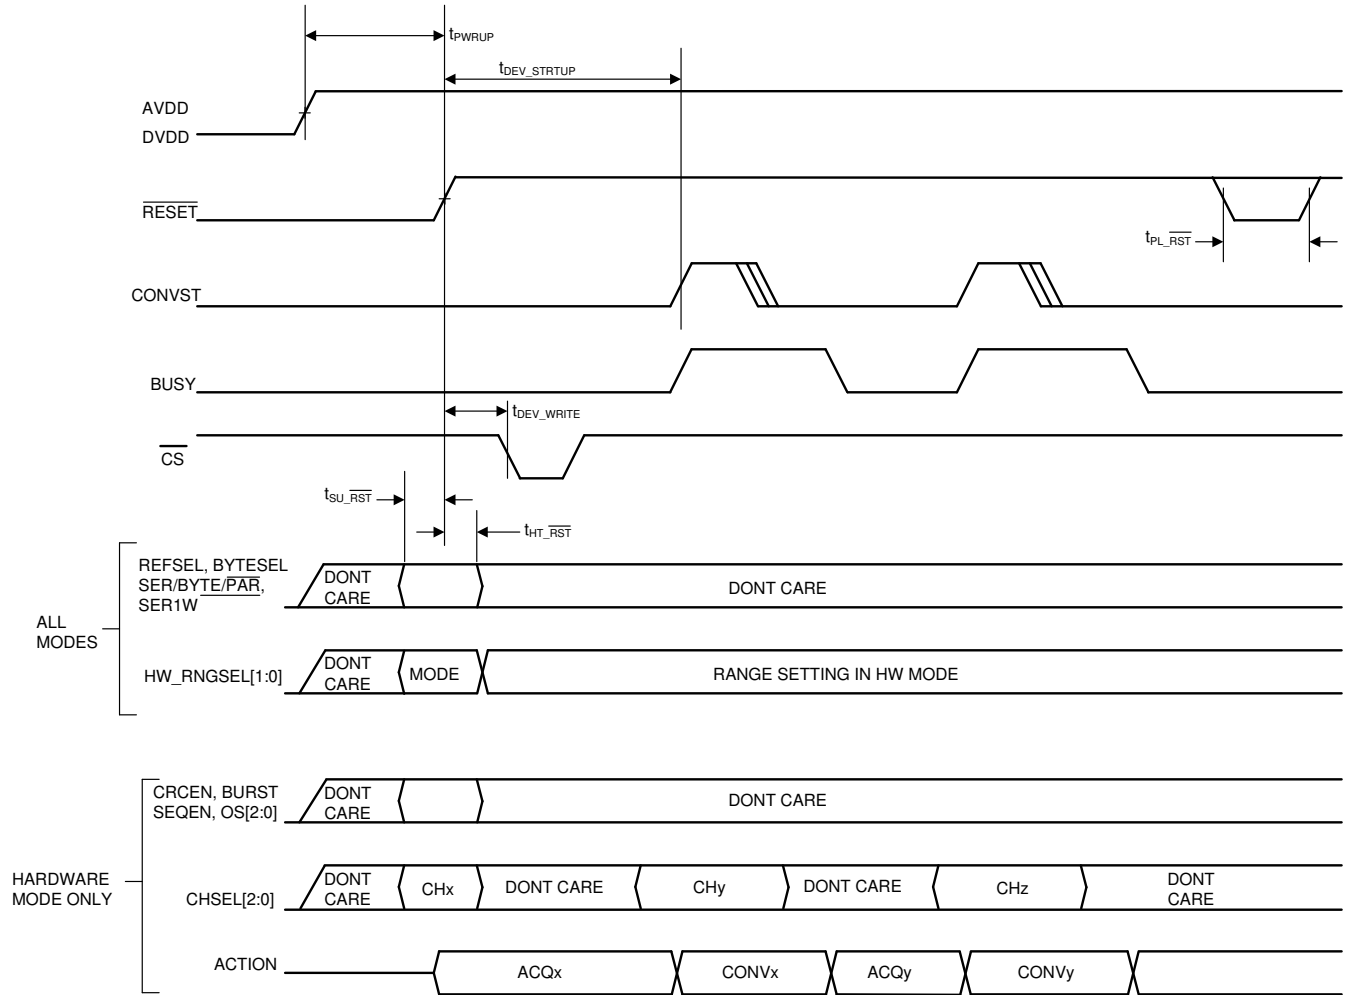 tPWRUP
tDEV_STRTUP
AVDD
DVDD
RESET
tPL_RST
CONVST
BUSY
tDEV_WRITE
CS
tSU_RST
tHT_RST
ALL
MODES
REFSEL, BYTESEL
SER/BYTE/PAR,
SER1W
DONT
CARE
DONT CARE
HW_RNGSEL[1:0]
DONT
CARE
MODE
RANGE SETTING IN HW MODE
HARDWARE
MODE ONLY
CRCEN, BURST
SEQEN, OS[2:0]
DONT
CARE
DONT CARE
CHSEL[2:0]
DONT
CARE
CHx
DONT CARE
CHy
DONT CARE
CHz
DONT
CARE
ACTION
ACQx
CONVx
ACQy
CONVy